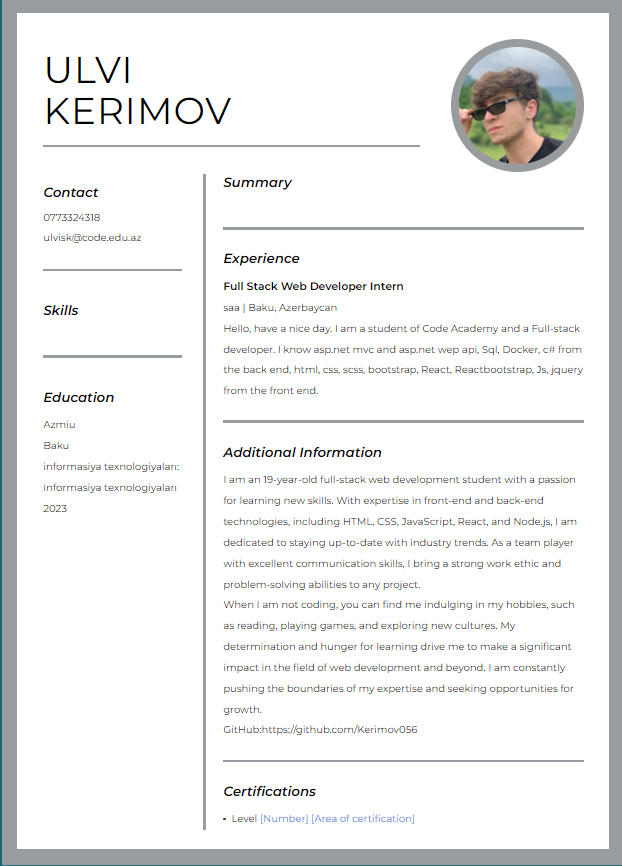 ULVI
KERIMOV
Contact
0773324318
ulvisk@code.edu.az
Skills
Education
Azmiu
Baku
informasiya texnologiyaları:
informasiya texnologiyaları
2023
Summary
Experience
Full Stack Web Developer Intern
saa | Baku, Azerbaycan
Hello, have a nice day. I am a student of Code Academy and a Full-stack
developer. I know asp.net mvc and asp.net wep api, Sql, Docker, c# from
the back end, html, css, scss, bootstrap, React, Reactbootstrap, Js, jquery
from the front end.
Additional Information
I am an 19-year-old full-stack web development student with a passion
for learning new skills. With expertise in front-end and back-end
technologies, including HTML, CSS, JavaScript, React, and Node.js, I am
dedicated to staying up-to-date with industry trends. As a team player
with excellent communication skills, I bring a strong work ethic and
problem-solving abilities to any project.
When I am not coding, you can find me indulging in my hobbies, such
as reading, playing games, and exploring new cultures. My
determination and hunger for learning drive me to make a significant
impact in the field of web development and beyond. I am constantly
pushing the boundaries of my expertise and seeking opportunities for
growth.
GitHub:https://github.com/Kerimov056
Certifications
• Level [Number] [Area of certification]